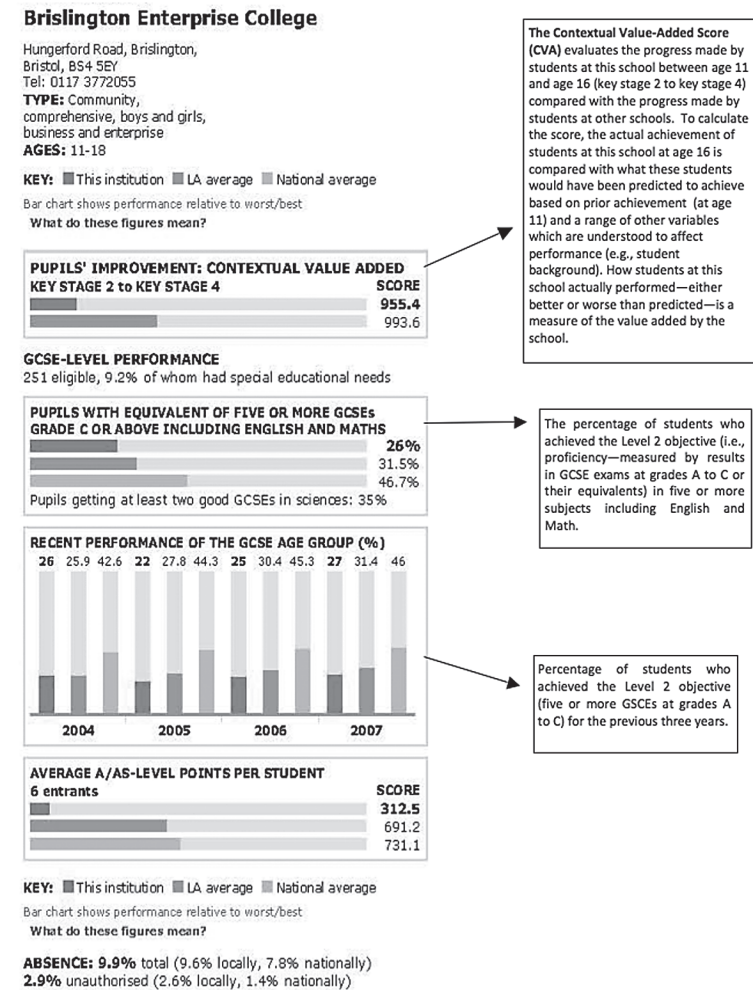 Brislington Enterprise College
Hungerford Road, Brislington,
Bristol, BS4 5EY
Tel: 0117 3772055
TYPE: Community,
comprehensive, boys and girls,
business and enterprise
AGES: 11-18
KEY: This institution LA average National average
Bar chart shows performance relative to worst/best
What do these figures mean?
PUPILS' IMPROVEMENT: CONTEXTUAL VALUE ADDED
KEY STAGE 2 to KEY STAGE 4 SCORE
955.4
993.6
The Contextual Value-Added Score
(CVA) evaluates the progress made by
students at this school between age 11
and age 16 (key stage 2 to key stage 4)
compared with the progress made by
students at other schools. To calculate
the score, the actual achievement of
students at this school at age 16 is
compared with what these students
would have been predicted to achieve
based on prior achievement (at age
11) and a range of other variables
which are understood to affect
performance (e.g., student
background). How students at this
school actually performed—either
better or worse than predicted—is a
measure of the value added by the
school.
GCSE-LEVEL PERFORMANCE
251 eligible, 9.2% of whom had special educational needs
PUPILS WITH EQUIVALENT OF FIVE OR MORE GCSEs
GRADE C OR ABOVE INCLUDING ENGLISH AND MATHS
26%
31.5%
46.7%
Pupils getting at least two good GCSEs in sciences: 35%
The percentage of students who
achieved the Level 2 objective (i.e.,
proficiency—measured by results
in GCSE exams at grades A to C or
their equivalents) in five or more
subjects including English and
Math.
RECENT PERFORMANCE OF THE GCSE AGE GROUP (%)
26 25.9 42.6 22 27.8 44.3 25 30.4 45.3 27 31.4 46
2004 2005 2006 2007
Percentage of students who
achieved the Level 2 objective
(five or more GSCEs at grades A
to C) for the previous three years.
AVERAGE A/AS-LEVEL POINTS PER STUDENT
6 entrants SCORE
312.5
691.2
731.1
KEY: This institution LA average National average
Bar chart shows performance relative to worst/best
What do these figures mean?
ABSENCE: 9.9% total (9.6% locally, 7.8% nationally)
2.9% unauthorised (2.6% locally, 1.4% nationally)